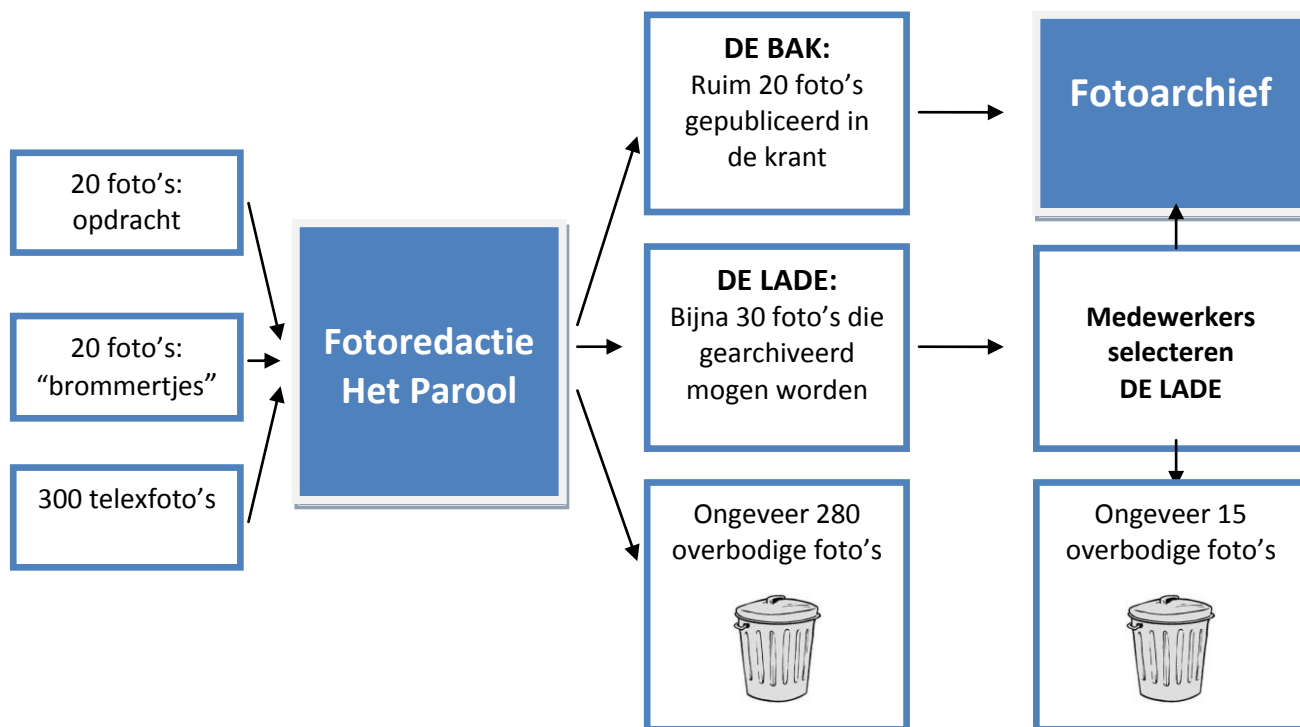 20 foto’s:
opdracht
20 foto’s:
“brommertjes”
300 telexfoto’s
Fotoredactie
Het Parool
DE BAK:
Ruim 20 foto’s
gepubliceerd in
de krant
DE LADE:
Bijna 30 foto’s die
gearchiveerd
mogen worden
Ongeveer 280
overbodige foto’s
Fotoarchief
Medewerkers
selecteren
DE LADE
Ongeveer 15
overbodige foto’s